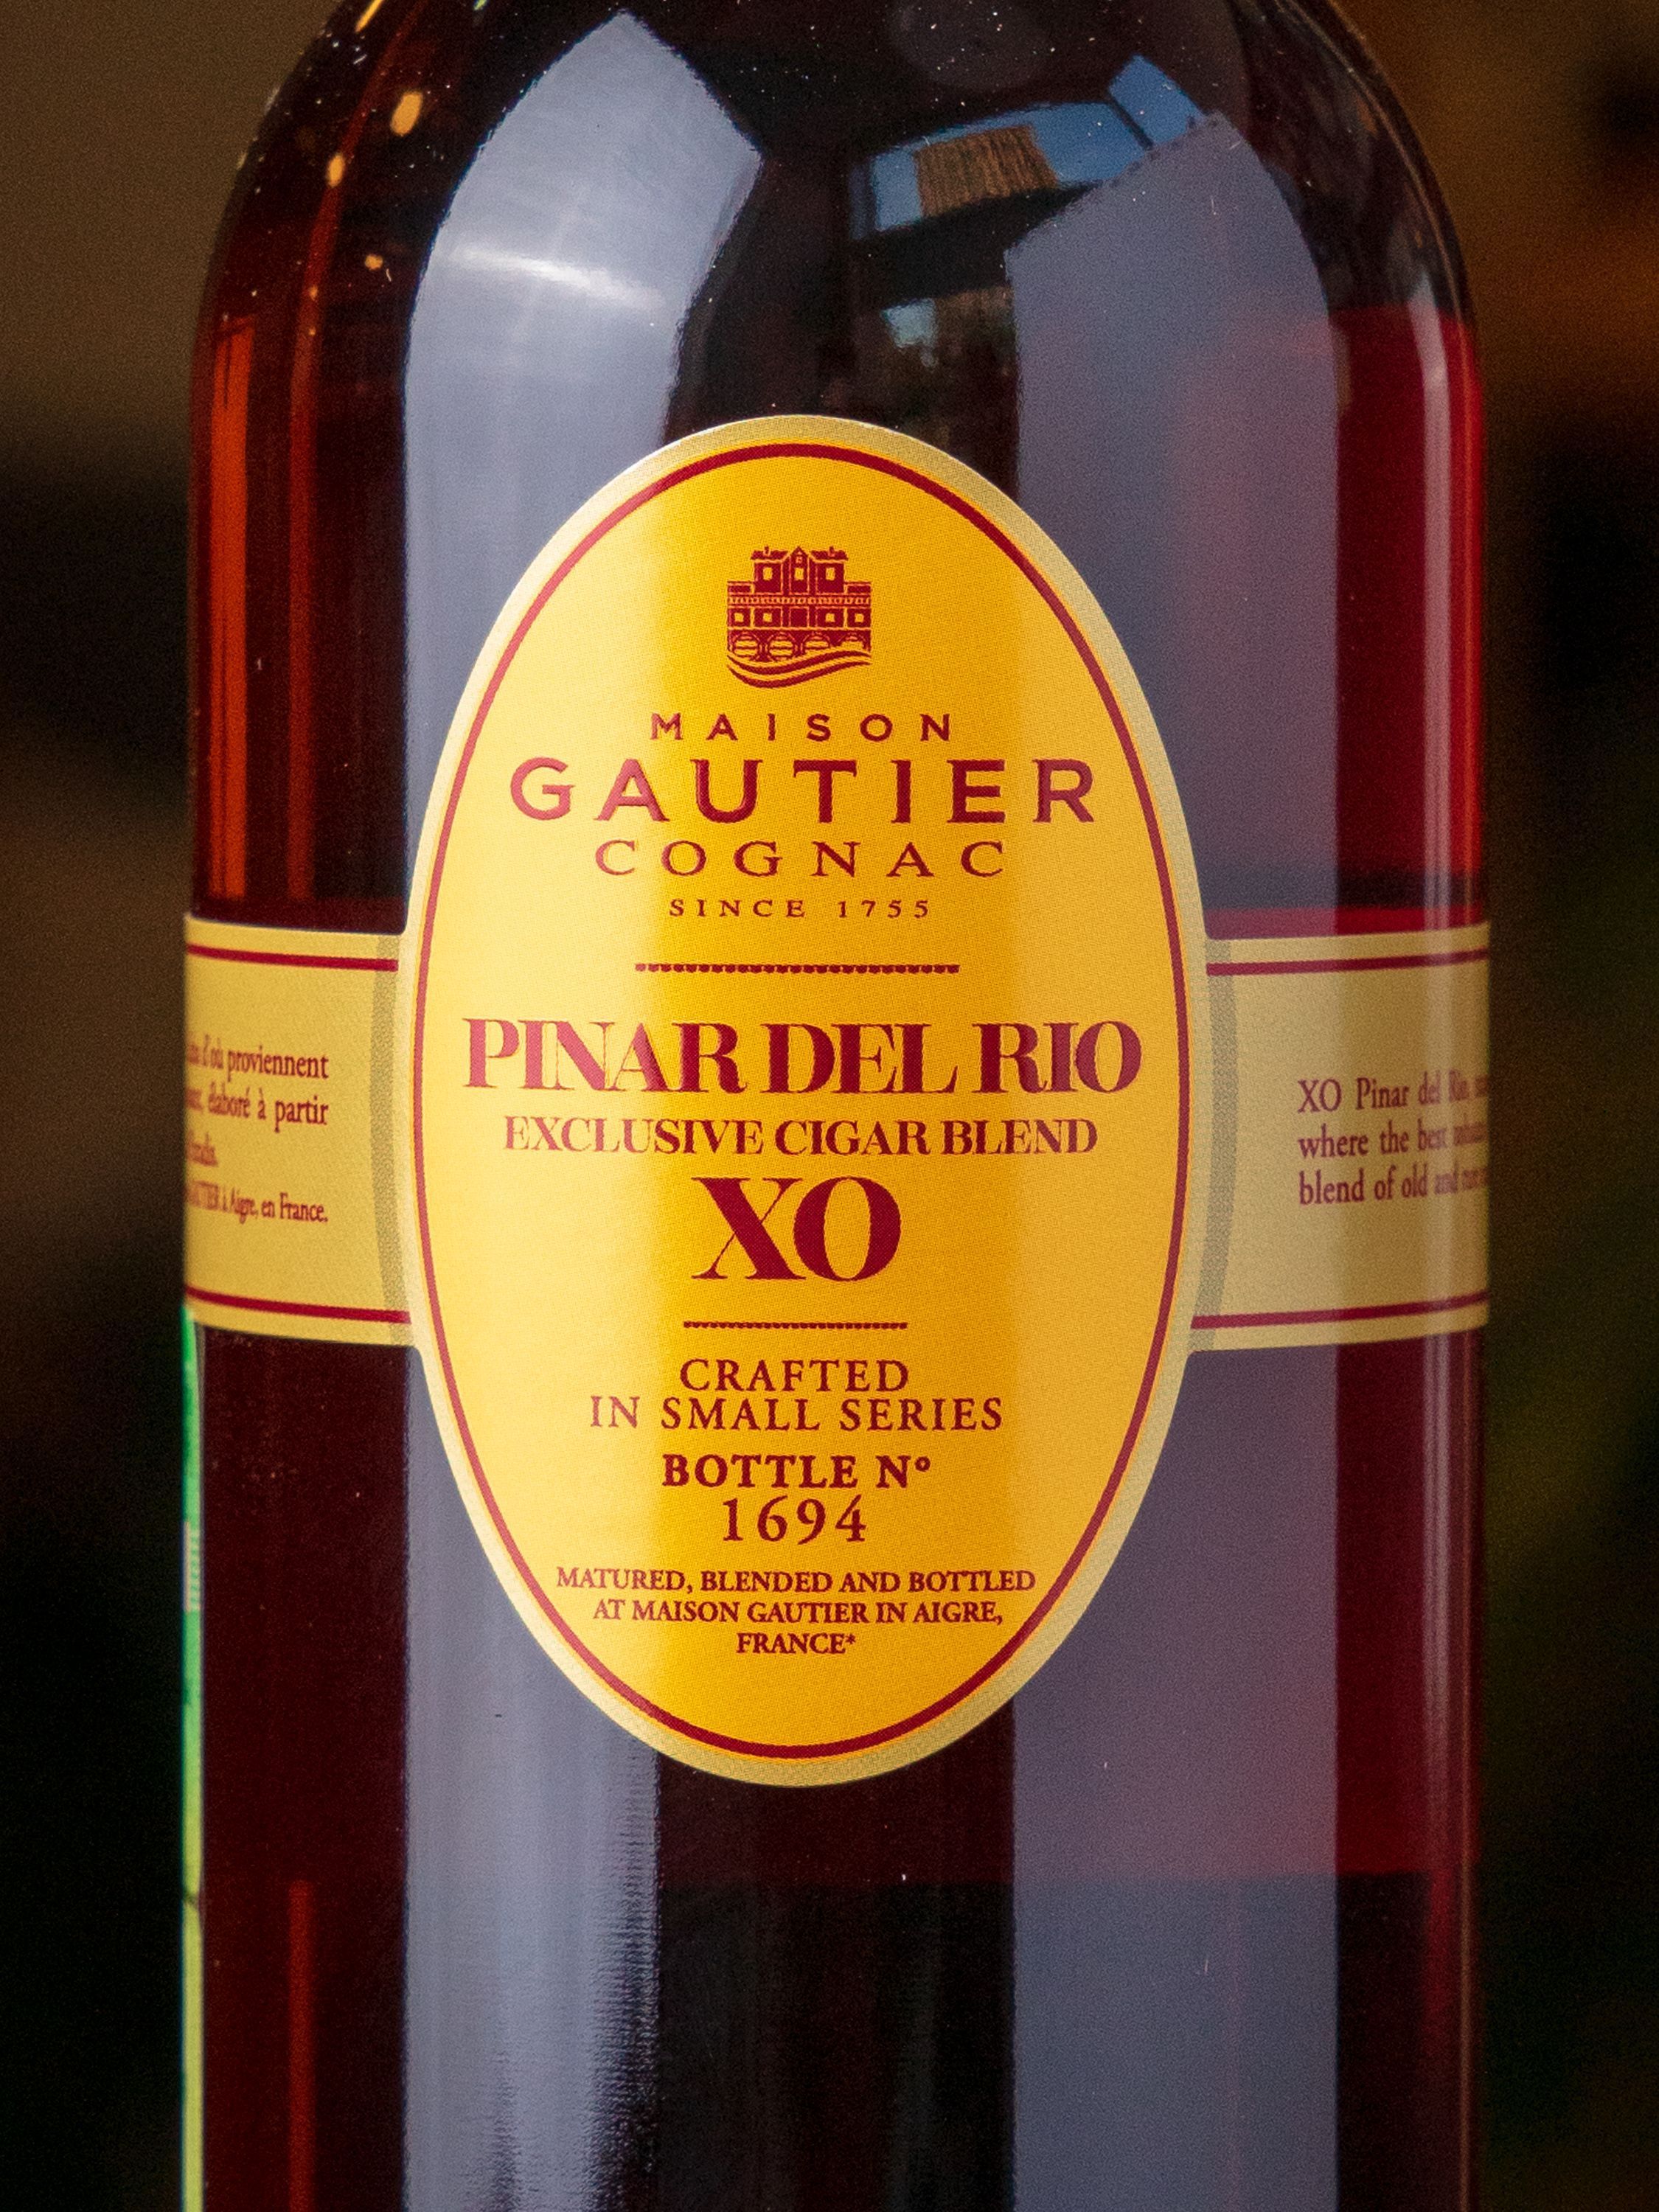 MAISON
GAUTIER
COGNAC
SINCE 1755
PINAR DEL RIO
EXCLUSIVE CIGAR BLEND
XO
CRAFTED
IN SMALL SERIES
BOTTLE Nº
1694
MATURED, BLENDED AND BOTTLED
AT MAISON GAUTIER IN AIGRE,
FRANCE*
d'où proviennent
élaboré à partir
à Aigre, en France.
XO Pinar del Rio,
where the best
blend of old and